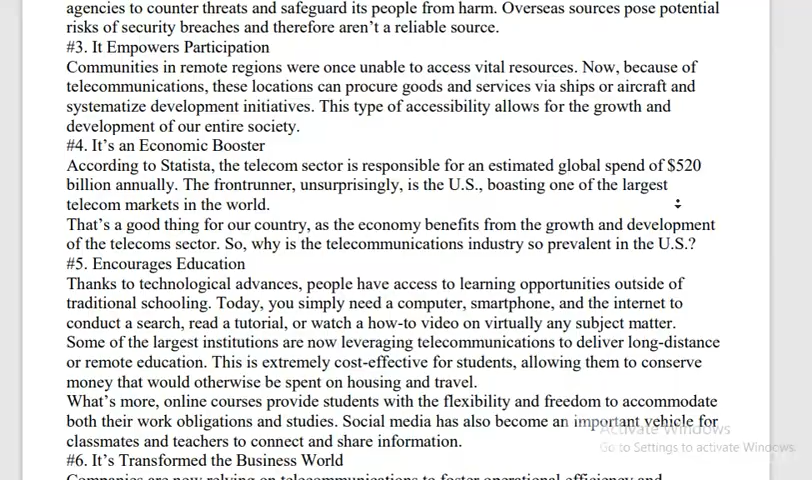 agencies to counter threats and safeguard its people from harm. Overseas sources pose potential
risks of security breaches and therefore aren’t a reliable source.
#3. It Empowers Participation
Communities in remote regions were once unable to access vital resources. Now, because of
telecommunications, these locations can procure goods and services via ships or aircraft and
systematize development initiatives. This type of accessibility allows for the growth and
development of our entire society.
#4. It’s an Economic Booster
According to Statista, the telecom sector is responsible for an estimated global spend of $520
billion annually. The frontrunner, unsurprisingly, is the U.S., boasting one of the largest
telecom markets in the world.
That’s a good thing for our country, as the economy benefits from the growth and development
of the telecoms sector. So, why is the telecommunications industry so prevalent in the U.S.?
#5. Encourages Education
Thanks to technological advances, people have access to learning opportunities outside of
traditional schooling. Today, you simply need a computer, smartphone, and the internet to
conduct a search, read a tutorial, or watch a how-to video on virtually any subject matter.
Some of the largest institutions are now leveraging telecommunications to deliver long-distance
or remote education. This is extremely cost-effective for students, allowing them to conserve
money that would otherwise be spent on housing and travel.
What’s more, online courses provide students with the flexibility and freedom to accommodate
both their work obligations and studies. Social media has also become an important vehicle for
Activate Windows
classmates and teachers to connect and share information.
Go to Settings to activate Windows.
#6. It’s Transformed the Business World
Companies are now relying on telecommunications to foster operational efficiency and